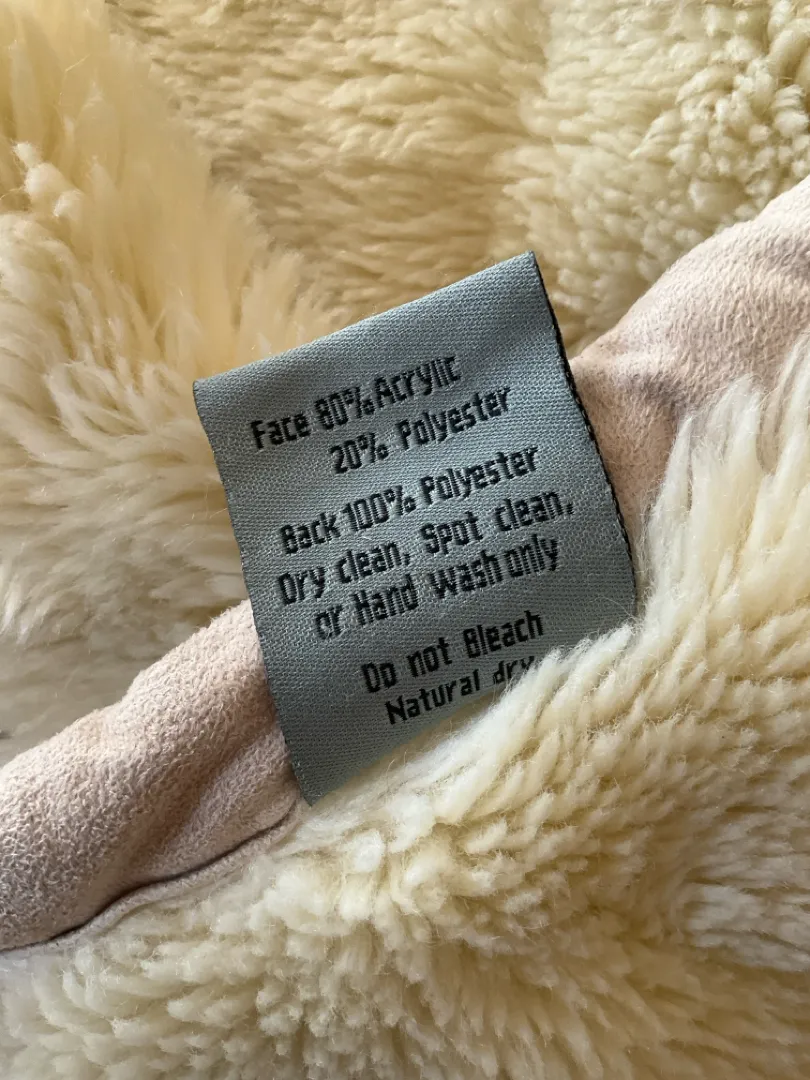 Face 80% Acrylic
20% Polyester
Back 100% Polyester
Dry clean, Spot clean,
or Hand wash only
Do not Bleach
Natural dry